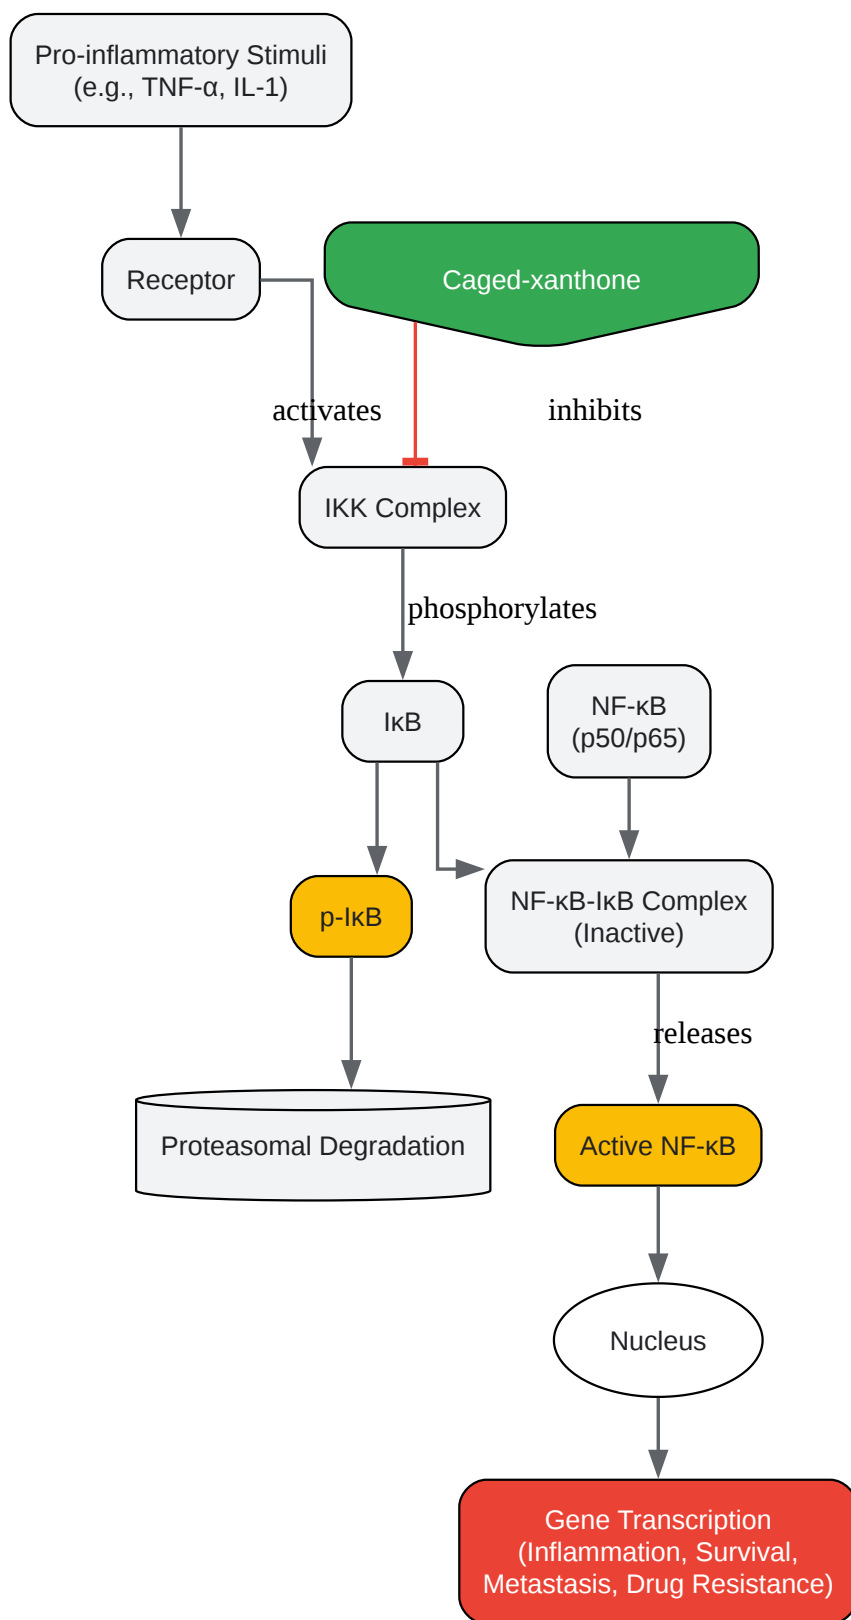 Pro-inflammatory Stimuli
(e.g., TNF-α, IL-1)
Receptor
Caged-xanthone
activates
inhibits
IKK Complex
phosphorylates
IκB
NF-κB
(p50/p65)
p-IκB
NF-κB-IκB Complex
(Inactive)
releases
Proteasomal Degradation
Active NF-κB
Nucleus
Gene Transcription
(Inflammation, Survival,
Metastasis, Drug Resistance)